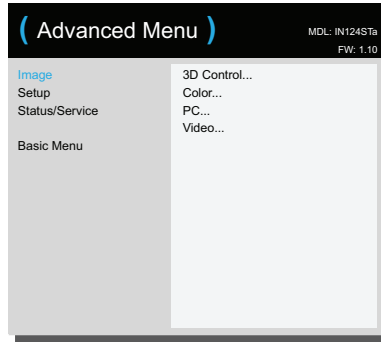 ( Advanced Menu )
MDL: IN124STa
FW: 1.10
Image
Setup
Status/Service
Basic Menu
3D Control...
Color...
PC...
Video...